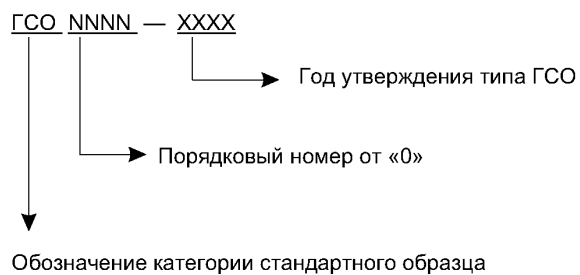 ГСО NNNN — XXXX
Год утверждения типа ГСО
Порядковый номер от «0»
Обозначение категории стандартного образца